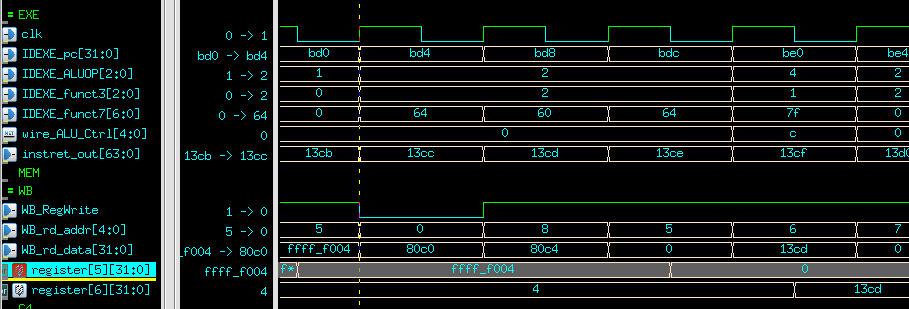 = EXE
clk 0 -> 1
IDEXE_pc[31:0] bd0 -> bd4 bd0 bd4 bd8 bdc be0 be4
IDEXE_ALUOP[2:0] 1 -> 2 1 2 4 2
IDEXE_funct3[2:0] 0 -> 2 0 2 1 2
IDEXE_funct7[6:0] 0 -> 64 0 64 60 64 7f 0
wire_ALU_Ctrl[4:0] 0 0 c 0
instret_out[63:0] 13cb -> 13cc 13cb 13cc 13cd 13ce 13cf 13d0
MEM
= WB
WB_RegWrite 1 -> 0
WB_rd_addr[4:0] 5 -> 0 5 0 8 5 6 7
WB_rd_data[31:0] _f004 -> 80c0 ffff_f004 80c0 80c4 0 13cd 0
register[5][31:0] ffff_f004 f* ffff_f004 0
register[6][31:0] 4 4 13cd